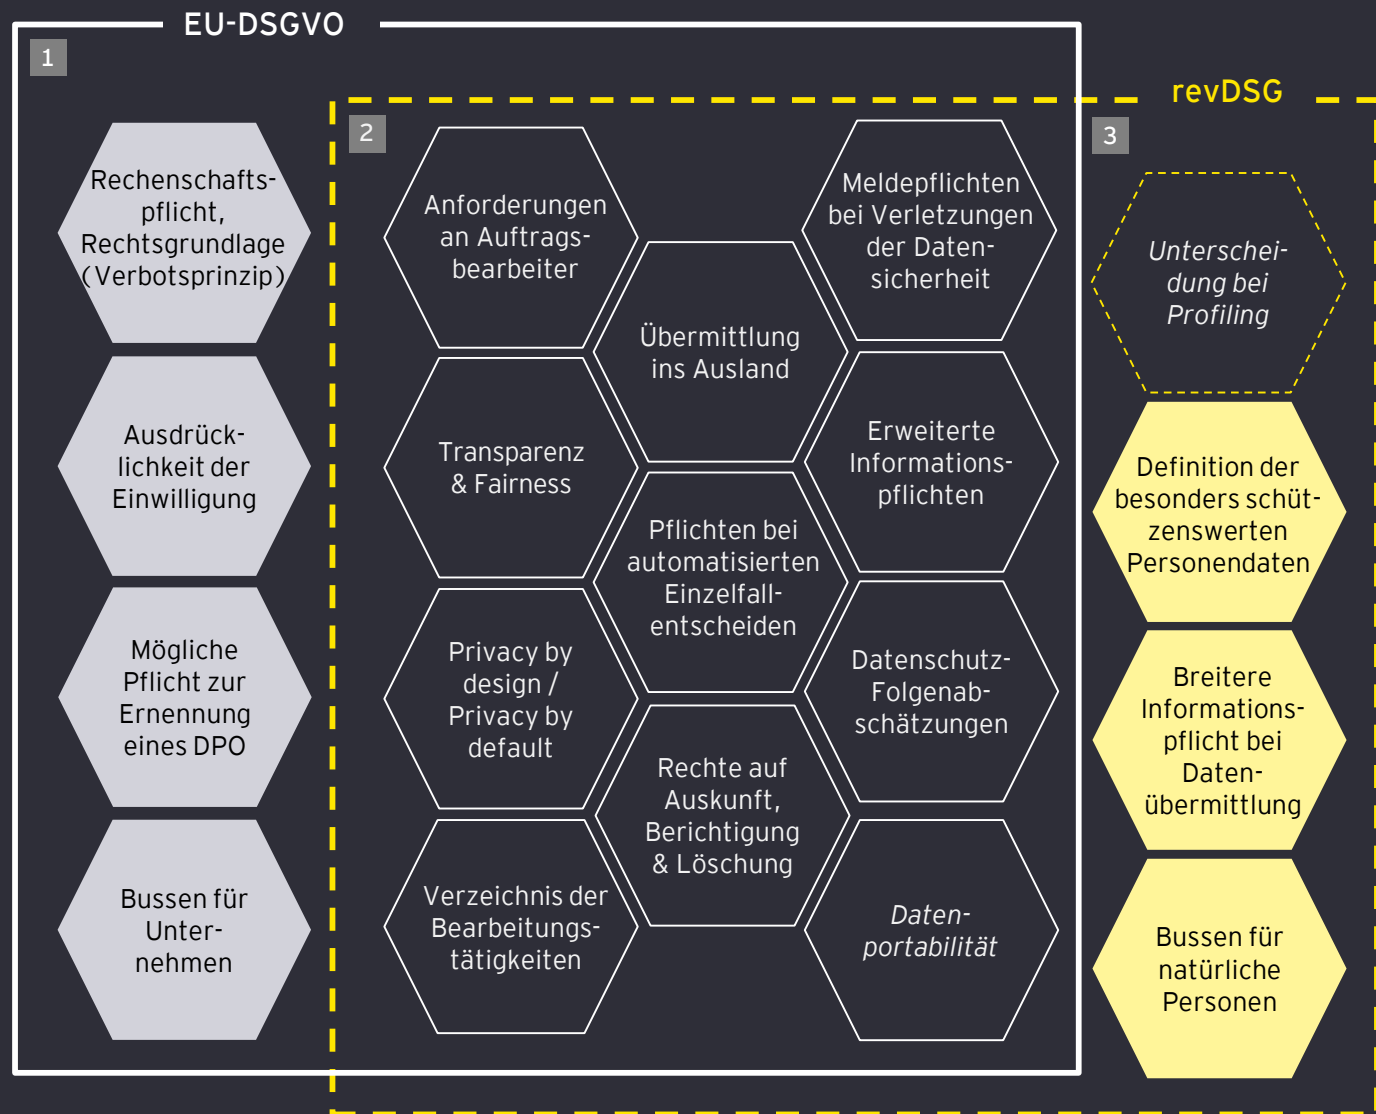 EU-DSGVO
1
revDSG
2
3
Rechenschafts-
pflicht,
Rechtsgrundlage
(Verbotsprinzip)
Ausdrück-
lichkeit der
Einwilligung
Mögliche
Pflicht zur
Ernennung
eines DPO
Bussen für
Unter-
nehmen
Anforderungen
an Auftrags-
bearbeiter
Transparenz
& Fairness
Privacy by
design /
Privacy by
default
Verzeichnis der
Bearbeitungs-
tätigkeiten
Übermittlung
ins Ausland
Pflichten bei
automatisierten
Einzelfall-
entscheiden
Rechte auf
Auskunft,
Berichtigung
& Löschung
Meldepflichten
bei Verletzungen
der Daten-
sicherheit
Erweiterte
Informations-
pflichten
Datenschutz-
Folgenab-
schätzungen
Daten-
portabilität
Unterschei-
dung bei
Profiling
Definition der
besonders schüt-
zenswerten
Personendaten
Breitere
Informations-
pflicht bei
Daten-
übermittlung
Bussen für
natürliche
Personen